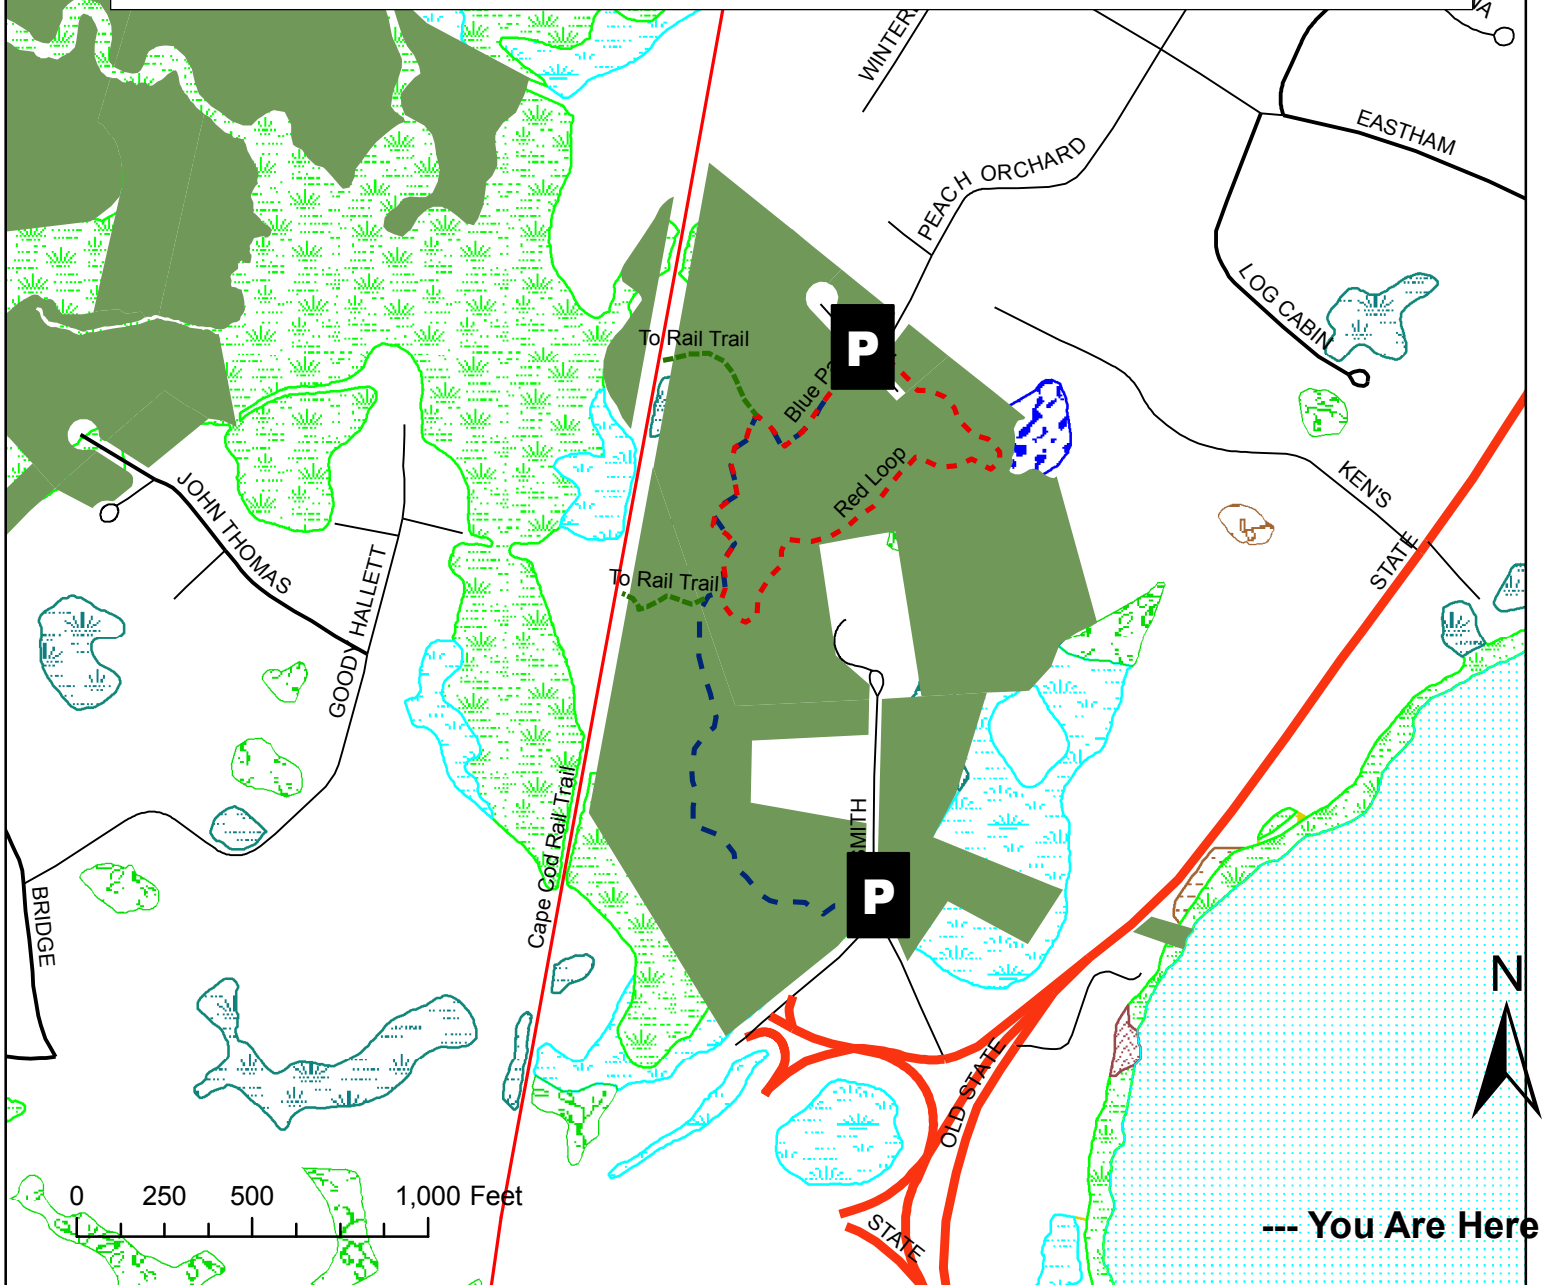 EASTHAM
PEACH ORCHARD
LOG CABIN
To Rail Trail
P
Blue
Red Loop
KEN'S
STATE
JOHN THOMAS
GOODY HALLETT
To Rail Trail
Cape Cod Rail Trail
SMITH
P
BRIDGE
N
OLD STATE
0 250 500 1,000 Feet
STATE
--- You Are Here